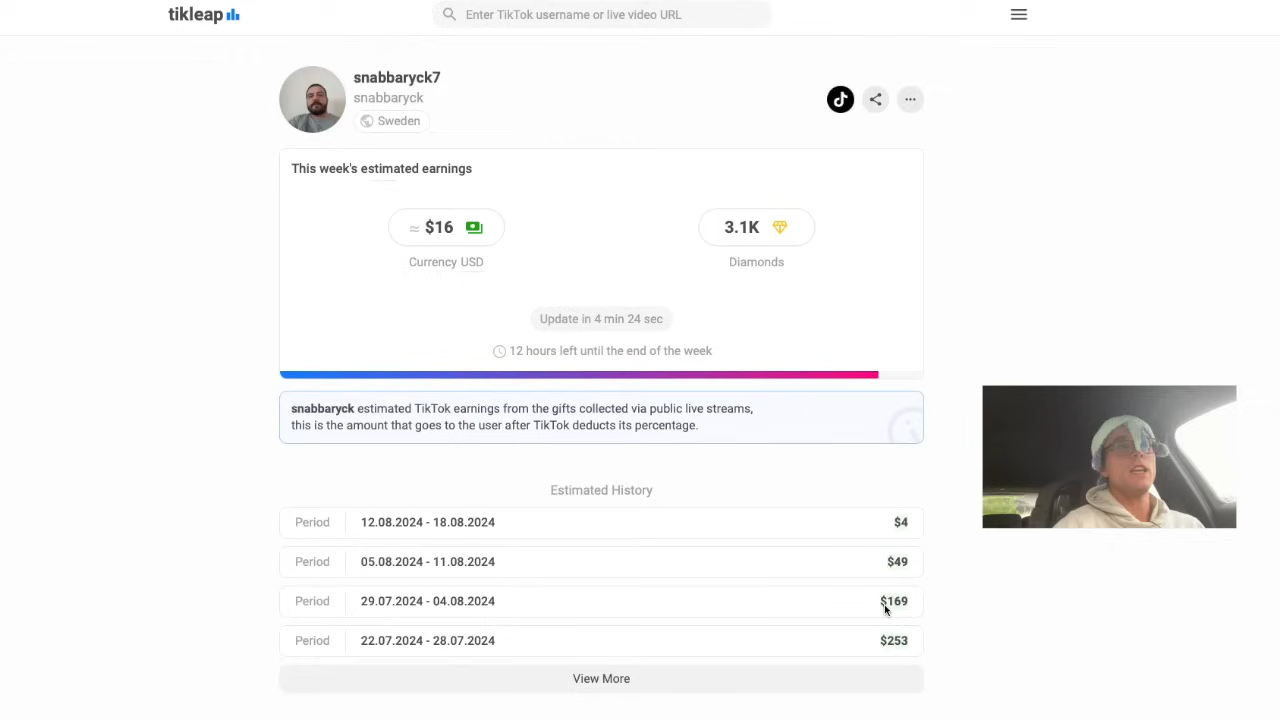 tikleap
Enter TikTok username or live video URL
snabbaryck7
snabbaryck
Sweden
This week's estimated earnings
≈ $16
3.1K
Currency USD
Diamonds
Update in 4 min 24 sec
12 hours left until the end of the week
snabbaryck estimated TikTok earnings from the gifts collected via public live streams,
this is the amount that goes to the user after TikTok deducts its percentage.
Estimated History
Period 12.08.2024 - 18.08.2024 $4
Period 05.08.2024 - 11.08.2024 $49
Period 29.07.2024 - 04.08.2024 $169
Period 22.07.2024 - 28.07.2024 $253
View More